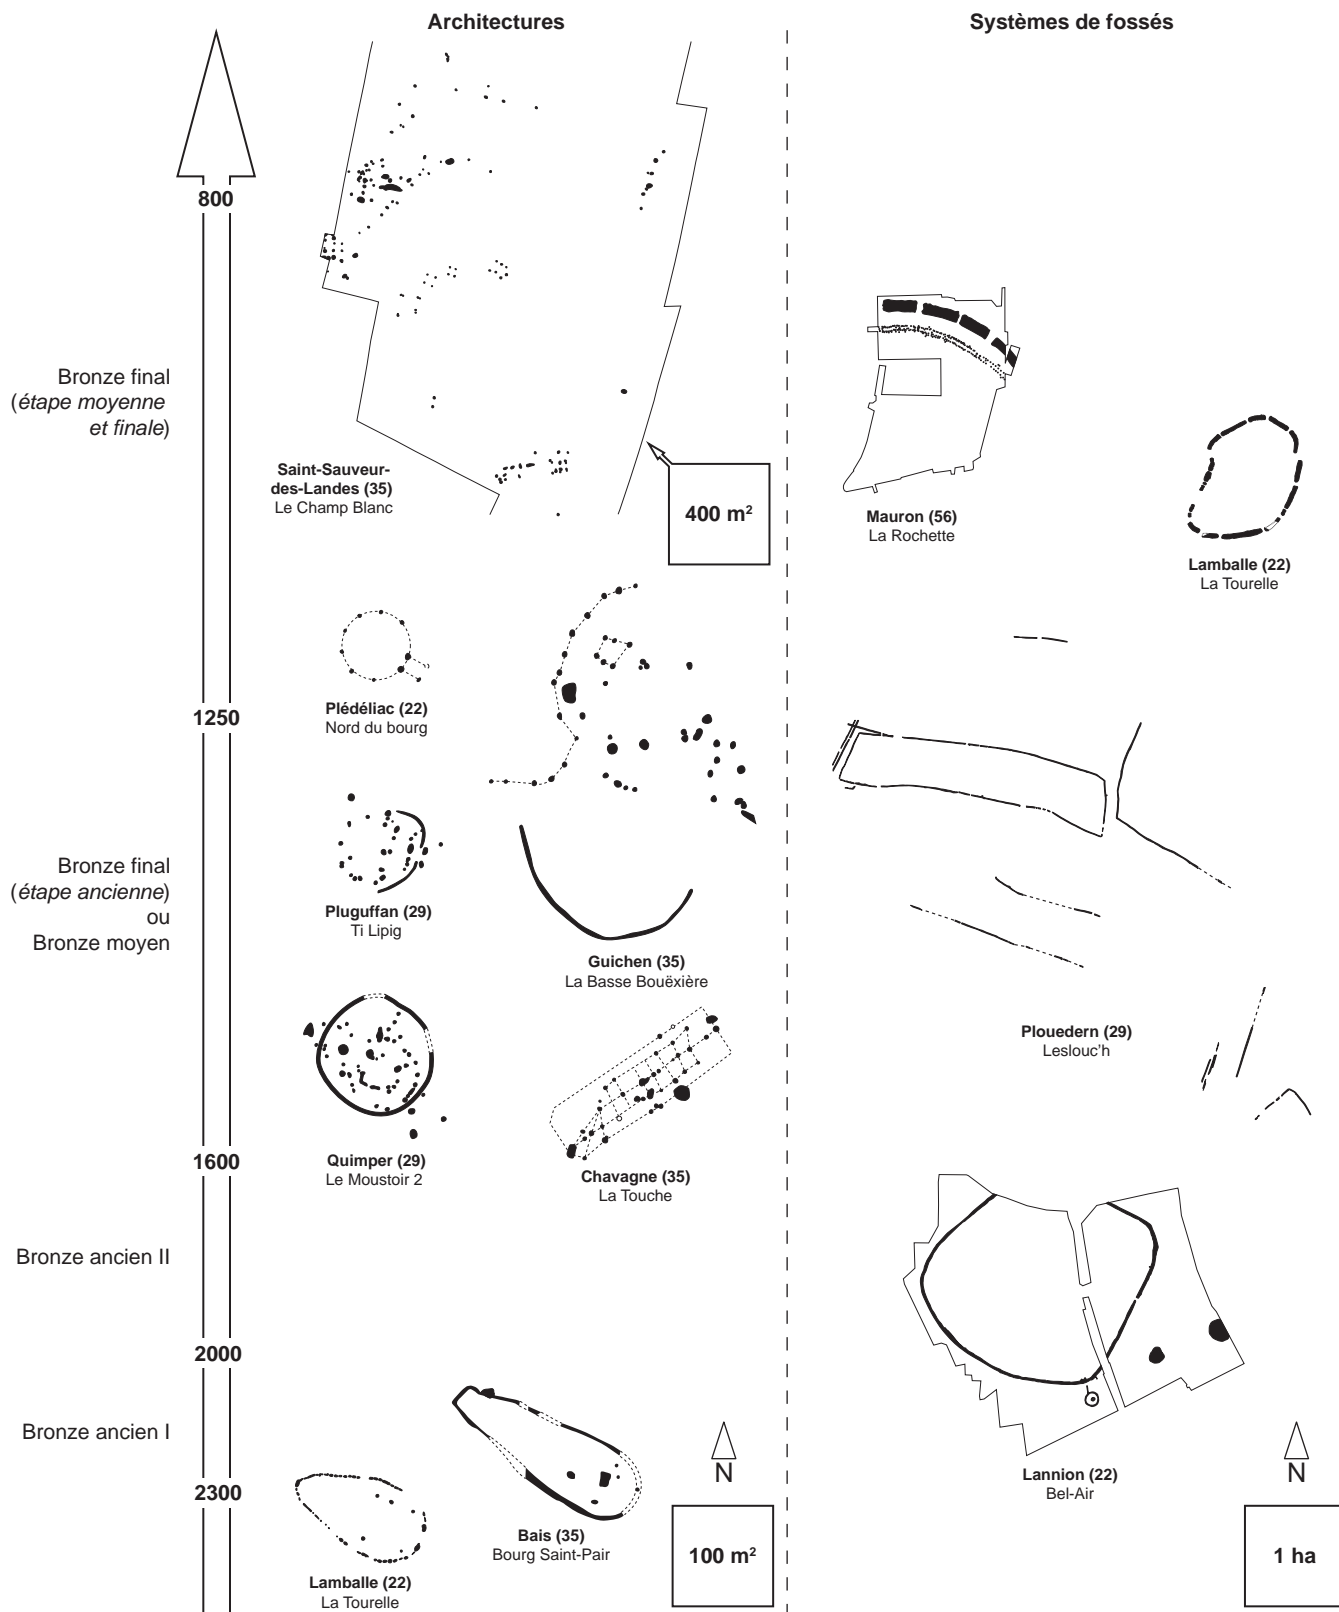 Architectures
Systèmes de fossés
800
Bronze final
(étape moyenne
et finale)
Saint-Sauveur-
des-Landes (35)
Le Champ Blanc
400 m²
Mauron (56)
La Rochette
Lamballe (22)
La Tourelle
Plédéliac (22)
Nord du bourg
1250
Bronze final
(étape ancienne)
ou
Bronze moyen
Pluguffan (29)
Ti Lipig
Guichen (35)
La Basse Bouëxière
Plouedern (29)
Leslouc'h
Quimper (29)
Le Moustoir 2
Chavagne (35)
La Touche
1600
Bronze ancien II
2000
Bronze ancien I
2300
Lannion (22)
Bel-Air
Bais (35)
Bourg Saint-Pair
Lamballe (22)
La Tourelle
N
100 m²
N
1 ha